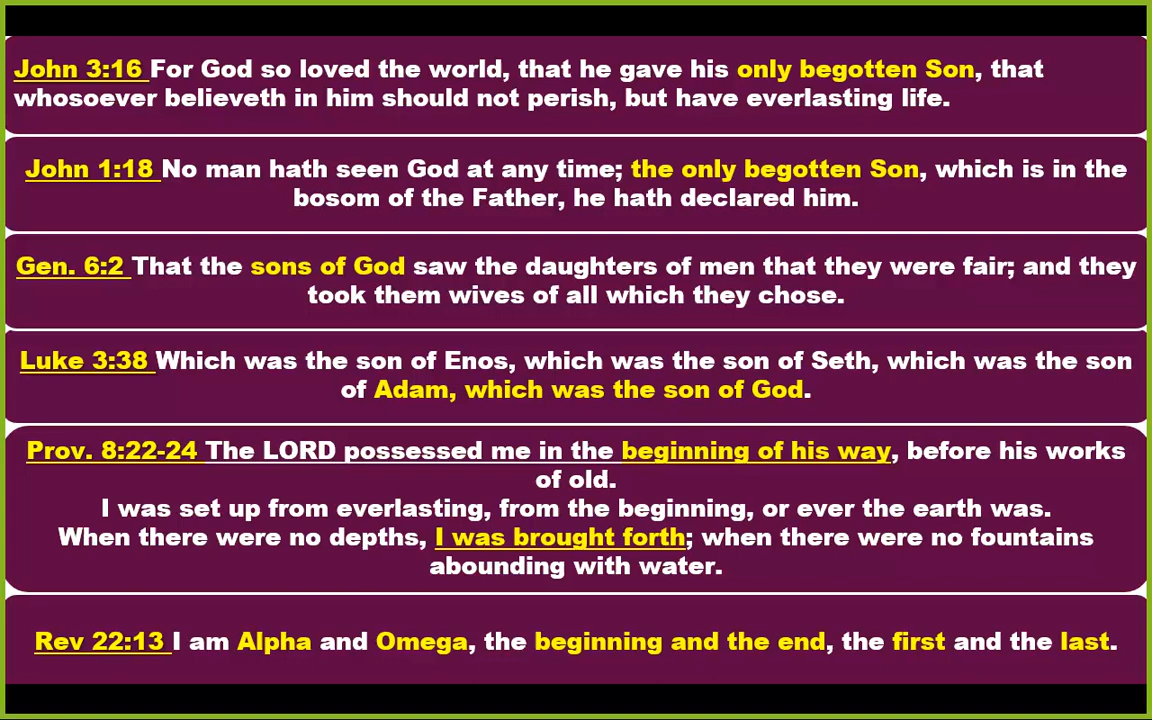 John 3:16 For God so loved the world, that he gave his only begotten Son, that
whosoever believeth in him should not perish, but have everlasting life.
John 1:18 No man hath seen God at any time; the only begotten Son, which is in the
bosom of the Father, he hath declared him.
Gen. 6:2 That the sons of God saw the daughters of men that they were fair; and they
took them wives of all which they chose.
Luke 3:38 Which was the son of Enos, which was the son of Seth, which was the son
of Adam, which was the son of God.
Prov. 8:22-24 The LORD possessed me in the beginning of his way, before his works
of old.
I was set up from everlasting, from the beginning, or ever the earth was.
When there were no depths, I was brought forth; when there were no fountains
abounding with water.
Rev 22:13 I am Alpha and Omega, the beginning and the end, the first and the last.